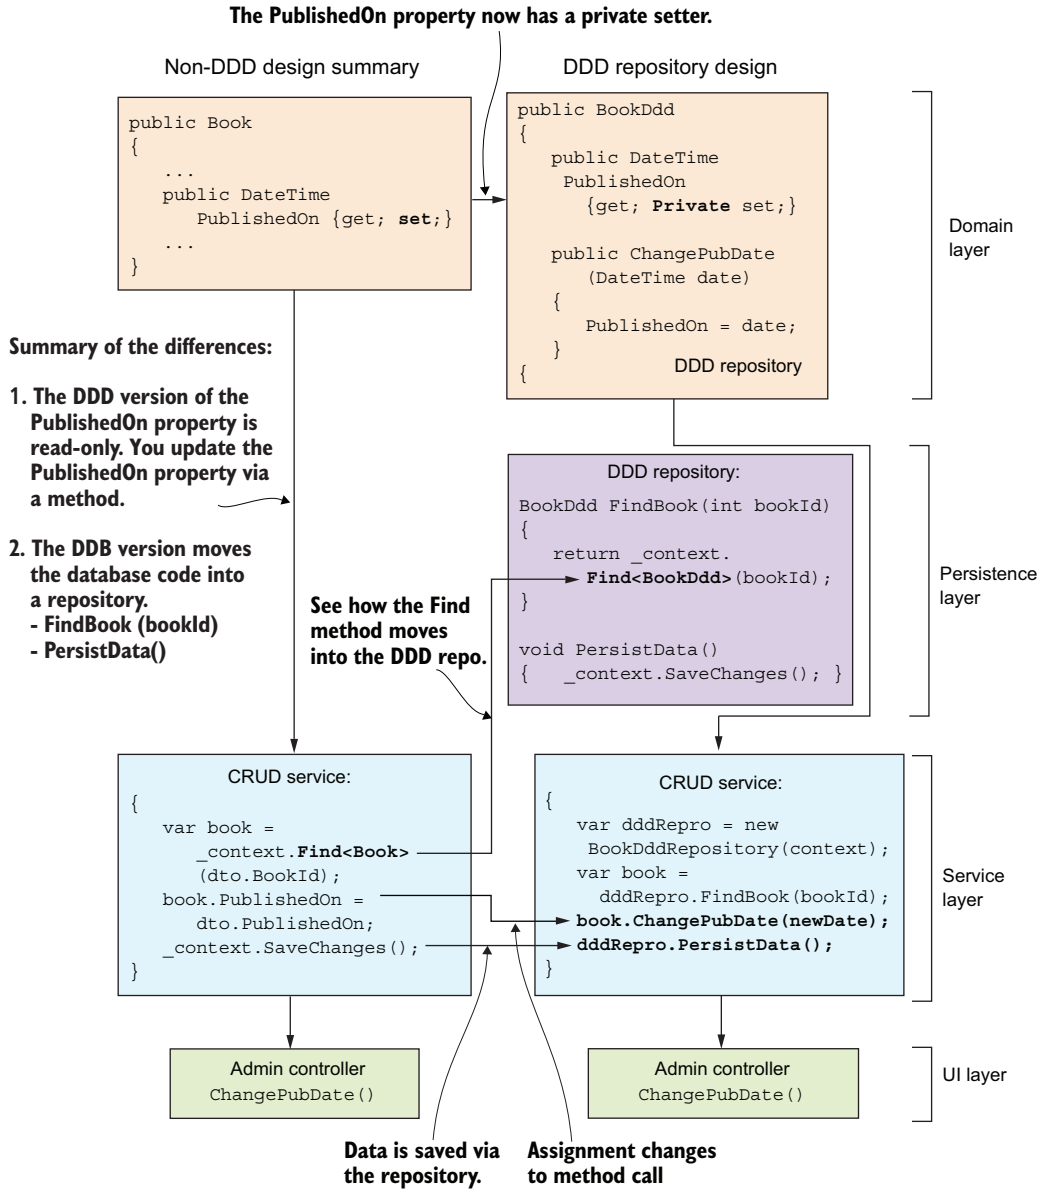 The PublishedOn property now has a private setter.
Non-DDD design summary
DDD repository design
public Book
{
...
public DateTime
PublishedOn {get; set;}
...
}
public BookDdd
{
public DateTime
PublishedOn
{get; Private set;}
public ChangePubDate
(DateTime date)
{
PublishedOn = date;
}
DDD repository
{
Domain
layer
Summary of the differences:
1. The DDD version of the
PublishedOn property is
read-only. You update the
PublishedOn property via
a method.
2. The DDB version moves
the database code into
a repository.
- FindBook (bookId)
- PersistData()
See how the Find
method moves
into the DDD repo.
DDD repository:
BookDdd FindBook(int bookId)
{
return _context.
Find<BookDdd>(bookId);
}
void PersistData()
{ _context.SaveChanges(); }
Persistence
layer
CRUD service:
{
var book =
_context.Find<Book>
(dto.BookId);
book.PublishedOn =
dto.PublishedOn;
_context.SaveChanges();
}
CRUD service:
{
var dddRepro = new
BookDddRepository(context);
var book =
dddRepro.FindBook(bookId);
book.ChangePubDate(newDate);
dddRepro.PersistData();
}
Service
layer
Admin controller
ChangePubDate()
Admin controller
ChangePubDate()
UI layer
Data is saved via
the repository.
Assignment changes
to method call